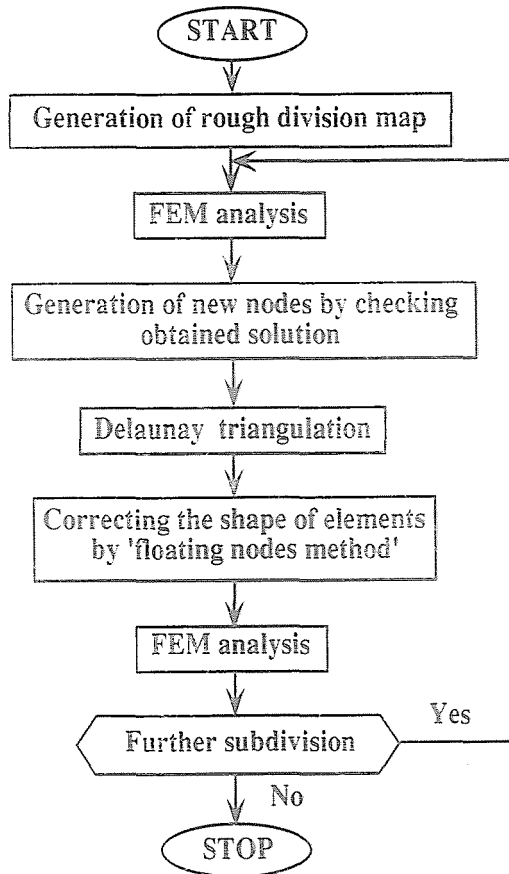 START
Generation of rough division map
FEM analysis
Generation of new nodes by checking
obtained solution
Delaunay triangulation
Correcting the shape of elements
by 'floating nodes method'
FEM analysis
Further subdivision
Yes
No
STOP